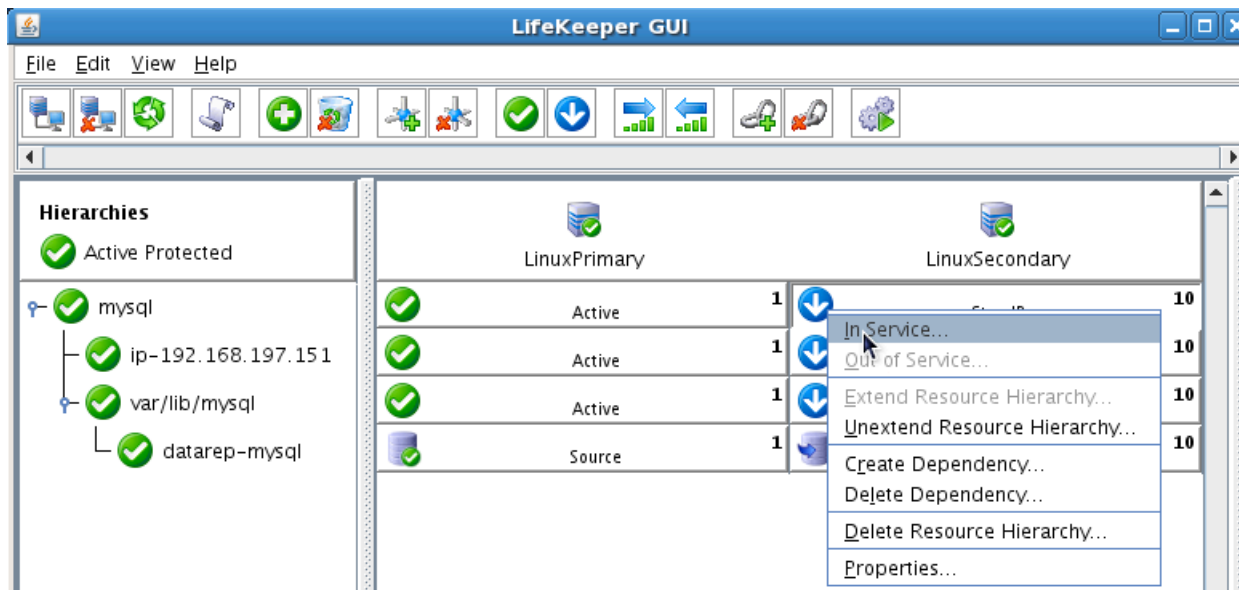 LifeKeeper GUI
File Edit View Help
Hierarchies
Active Protected
LinuxPrimary
LinuxSecondary
mysql
Active 1
10
In Service...
ip-192.168.197.151
Active 1
10
Out of Service...
var/lib/mysql
Active 1
10
Extend Resource Hierarchy...
Unextend Resource Hierarchy...
datarep-mysql
Source 1
10
Create Dependency...
Delete Dependency...
Delete Resource Hierarchy...
Properties...